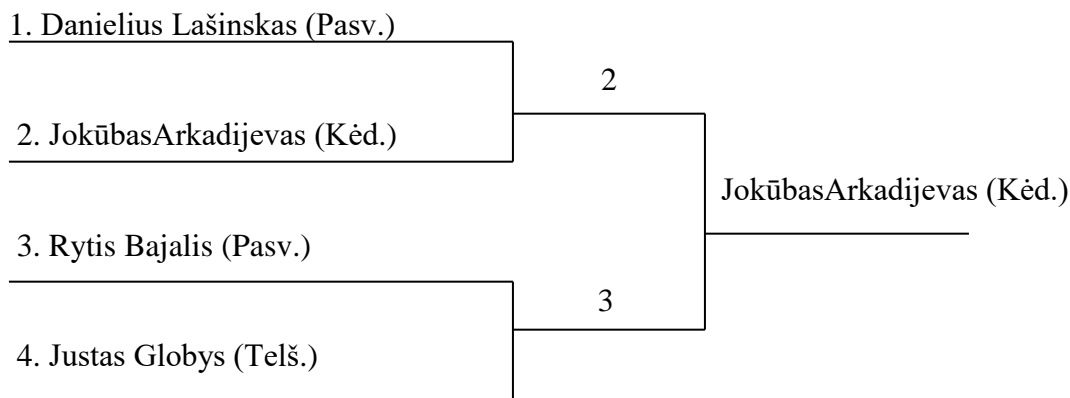 1. Danielius Lašinskas (Pasv.)
2
2. JokūbasArkadijevas (Kėd.)
JokūbasArkadijevas (Kėd.)
3. Rytis Bajalis (Pasv.)
3
4. Justas Globys (Telš.)